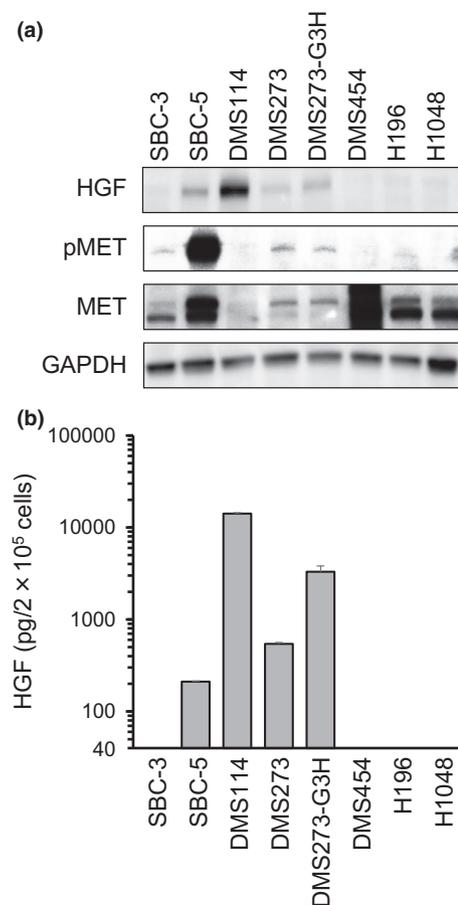 (a)
SBC-3
SBC-5
DMS114
DMS273
DMS273-G3H
DMS454
H196
H1048
HGF
pMET
MET
GAPDH
(b)
HGF (pg/2 × 10⁵ cells)
100000
10000
1000
100
40
SBC-3
SBC-5
DMS114
DMS273
DMS273-G3H
DMS454
H196
H1048